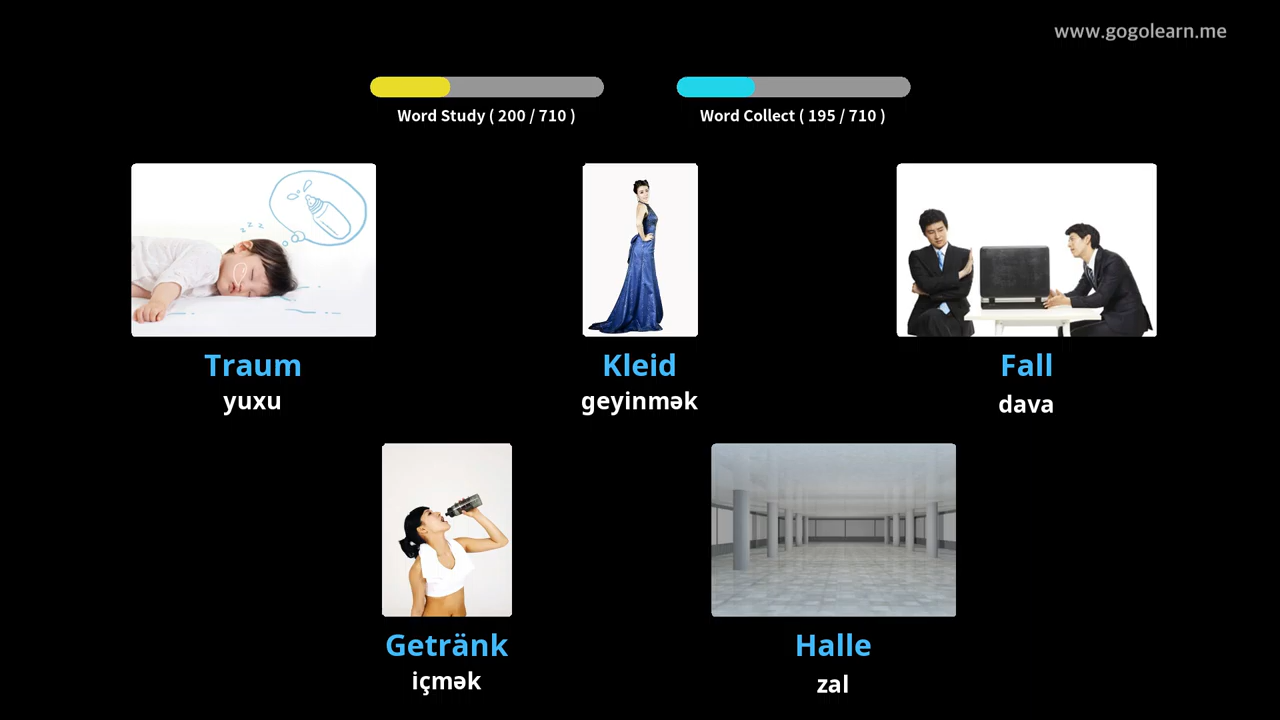 www.gogolearn.me
Word Study ( 200 / 710 )
Word Collect ( 195 / 710 )
Traum
yuxu
Kleid
geyinmək
Fall
dava
Getränk
içmək
Halle
zal